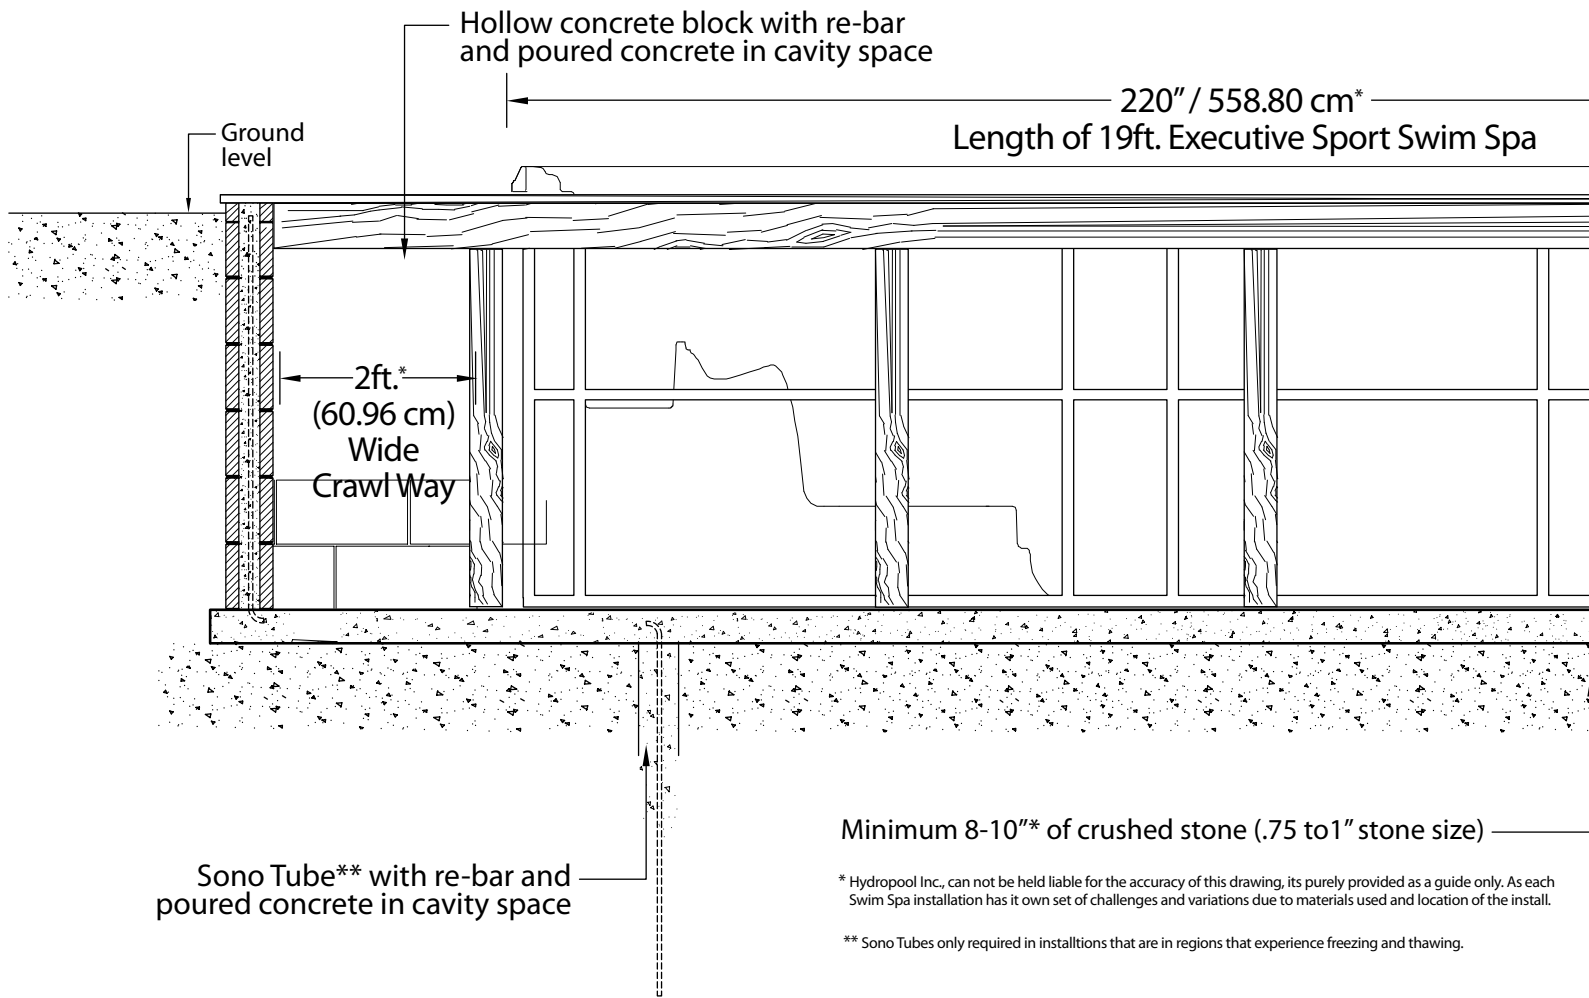 Hollow concrete block with re-bar
and poured concrete in cavity space
220" / 558.80 cm*
Length of 19ft. Executive Sport Swim Spa
Ground
level
2ft.*
(60.96 cm)
Wide
Crawl Way
Minimum 8-10"* of crushed stone (.75 to1" stone size)
Sono Tube** with re-bar and
poured concrete in cavity space
* Hydropool Inc., can not be held liable for the accuracy of this drawing, its purely provided as a guide only. As each
Swim Spa installation has it own set of challenges and variations due to materials used and location of the install.
** Sono Tubes only required in installtions that are in regions that experience freezing and thawing.